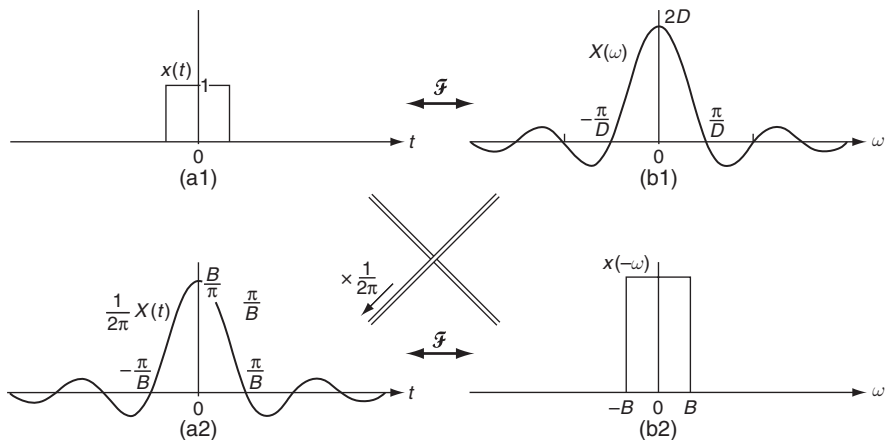 x(t)
1
0
t
(a1)
ℱ
2D
X(ω)
-π/D
π/D
0
ω
(b1)
× 1/2π
1/2π X(t)
B/π
π/B
-π/B
π/B
0
t
(a2)
ℱ
x(-ω)
-B 0 B
ω
(b2)